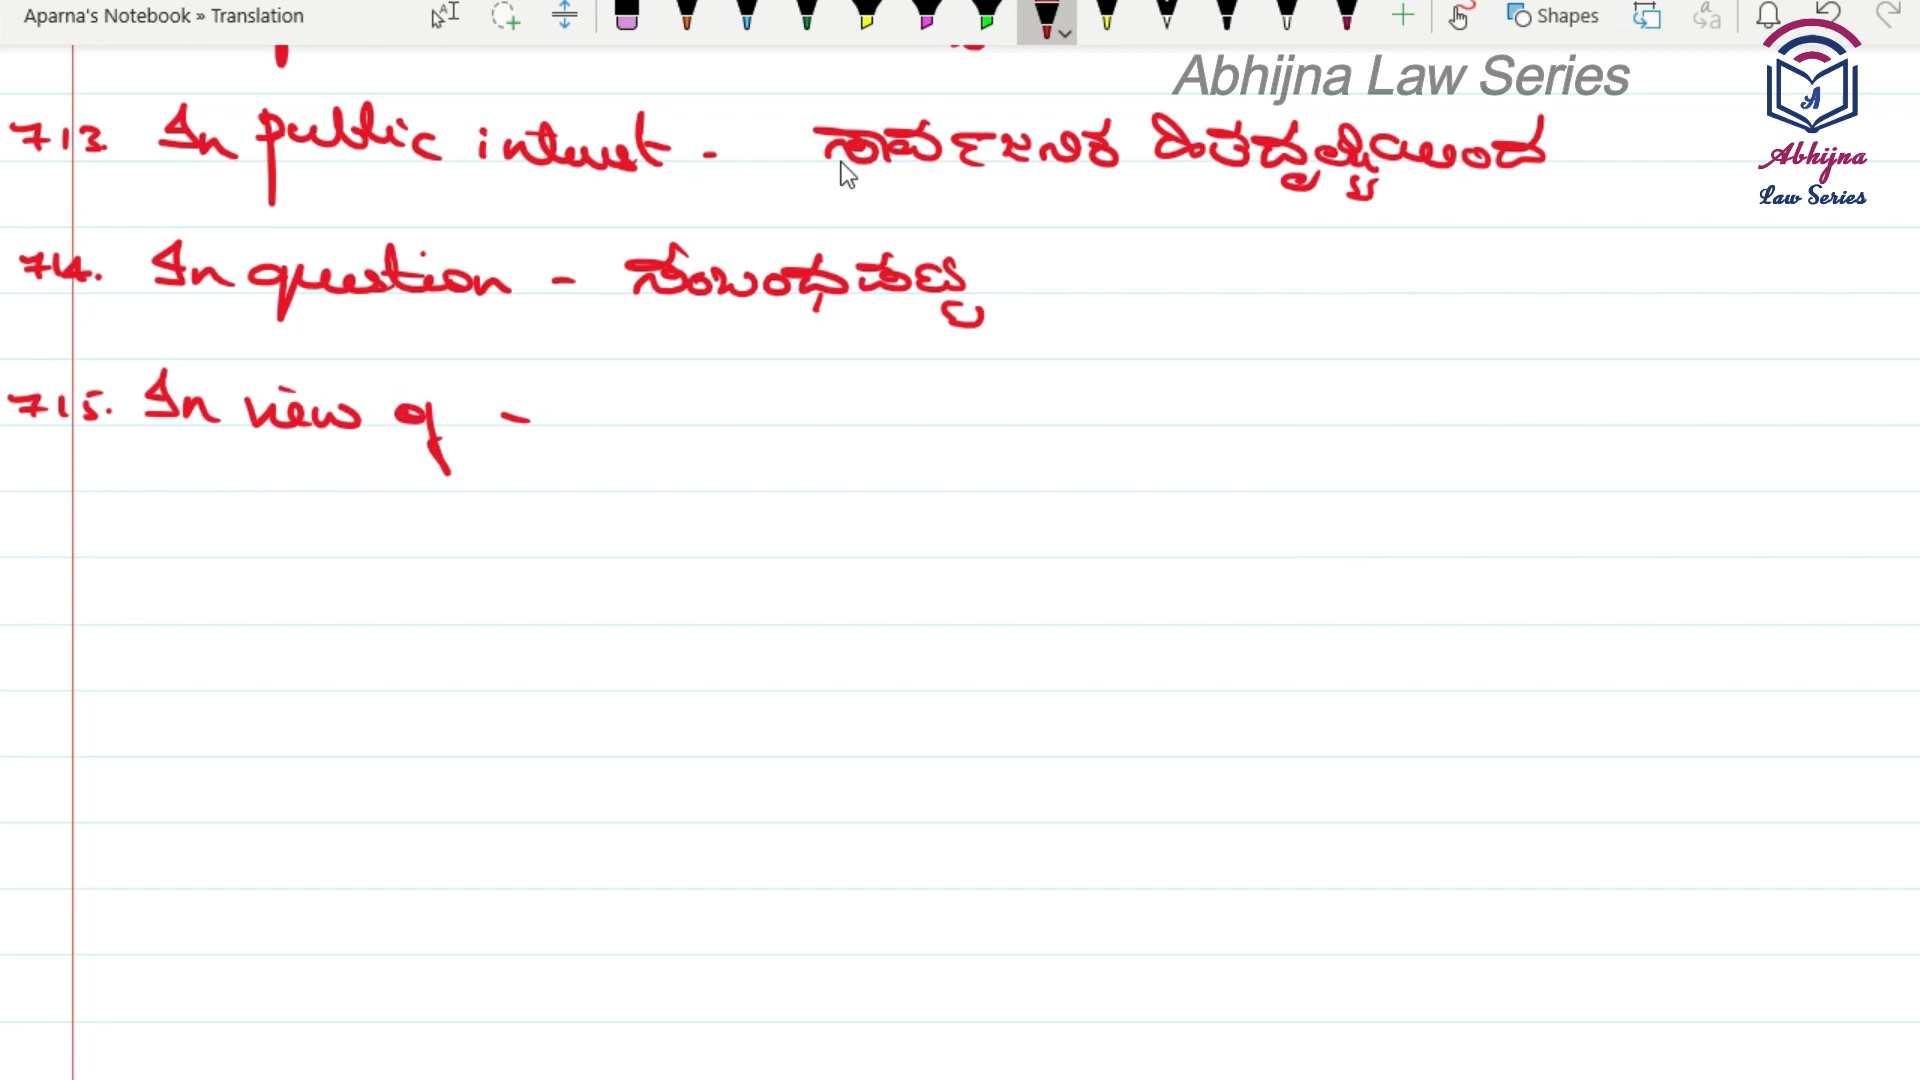 Aparna's Notebook » Translation
Shapes
Abhijna Law Series
713. In public interest - ಸಾರ್ವಜನಿಕ ಹಿತದೃಷ್ಟಿಯಿಂದ
Abhijna
Law Series
714. In question - ಸಂಬಂಧಪಟ್ಟ
715. In view of -